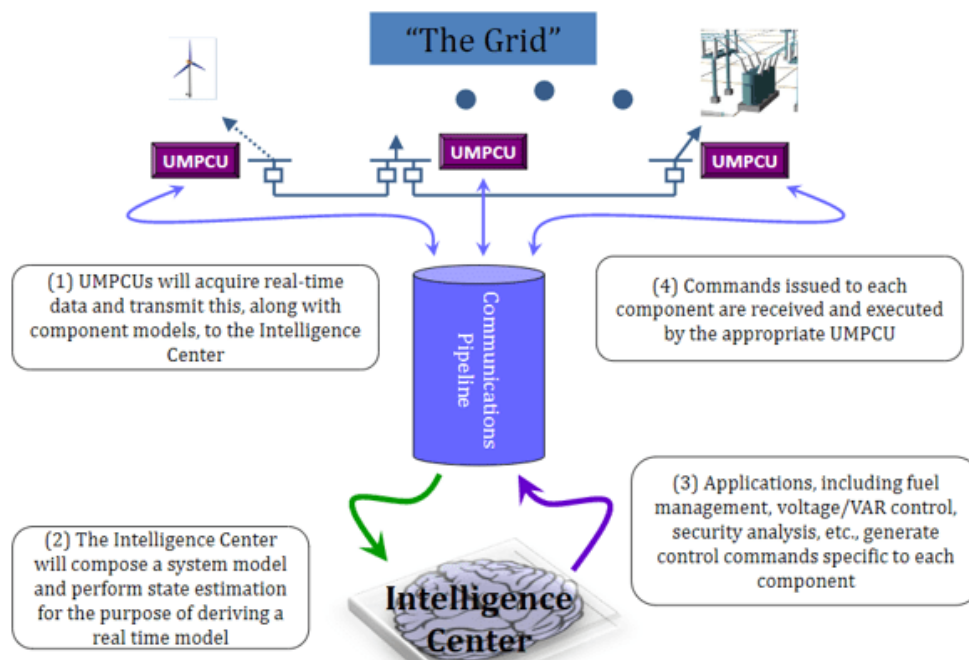 “The Grid”
UMPCU
UMPCU
UMPCU
(1) UMPCUs will acquire real-time
data and transmit this, along with
component models, to the Intelligence
Center
(4) Commands issued to each
component are received and executed
by the appropriate UMPCU
Communications
Pipeline
(2) The Intelligence Center
will compose a system model
and perform state estimation
for the purpose of deriving a
real time model
(3) Applications, including fuel
management, voltage/VAR control,
security analysis, etc., generate
control commands specific to each
component
Intelligence
Center